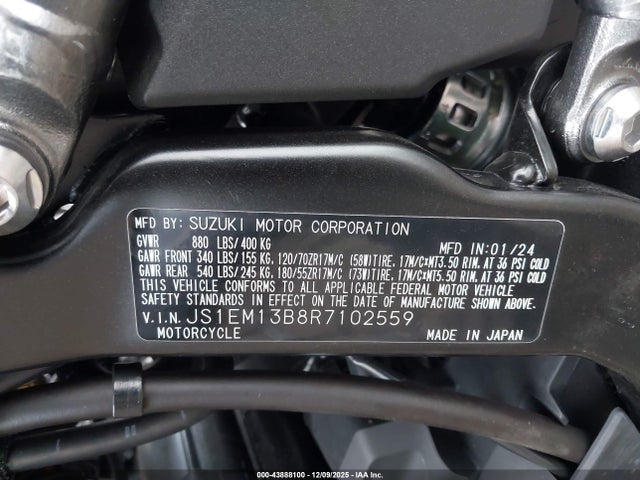 MFD BY: SUZUKI MOTOR CORPORATION
GVWR 880 LBS/400 KG MFD IN:01/24
GAWR FRONT 340 LBS/155 KG. 120/70ZR17M/C (58W)TIRE, 17M/C×MT3.50 RIM. AT 36 PSI COLD
GAWR REAR 540 LBS/245 KG. 180/55ZR17M/C (73W)TIRE, 17M/C×MT5.50 RIM. AT 36 PSI COLD
THIS VEHICLE CONFORMS TO ALL APPLICABLE FEDERAL MOTOR VEHICLE
SAFETY STANDARDS IN EFFECT ON THE DATE OF MANUFACTURE SHOWN ABOVE.
V.I.N. JS1EM13B8R7102559
MOTORCYCLE MADE IN JAPAN
000-43888100 - 12/09/2025 - IAA Inc.